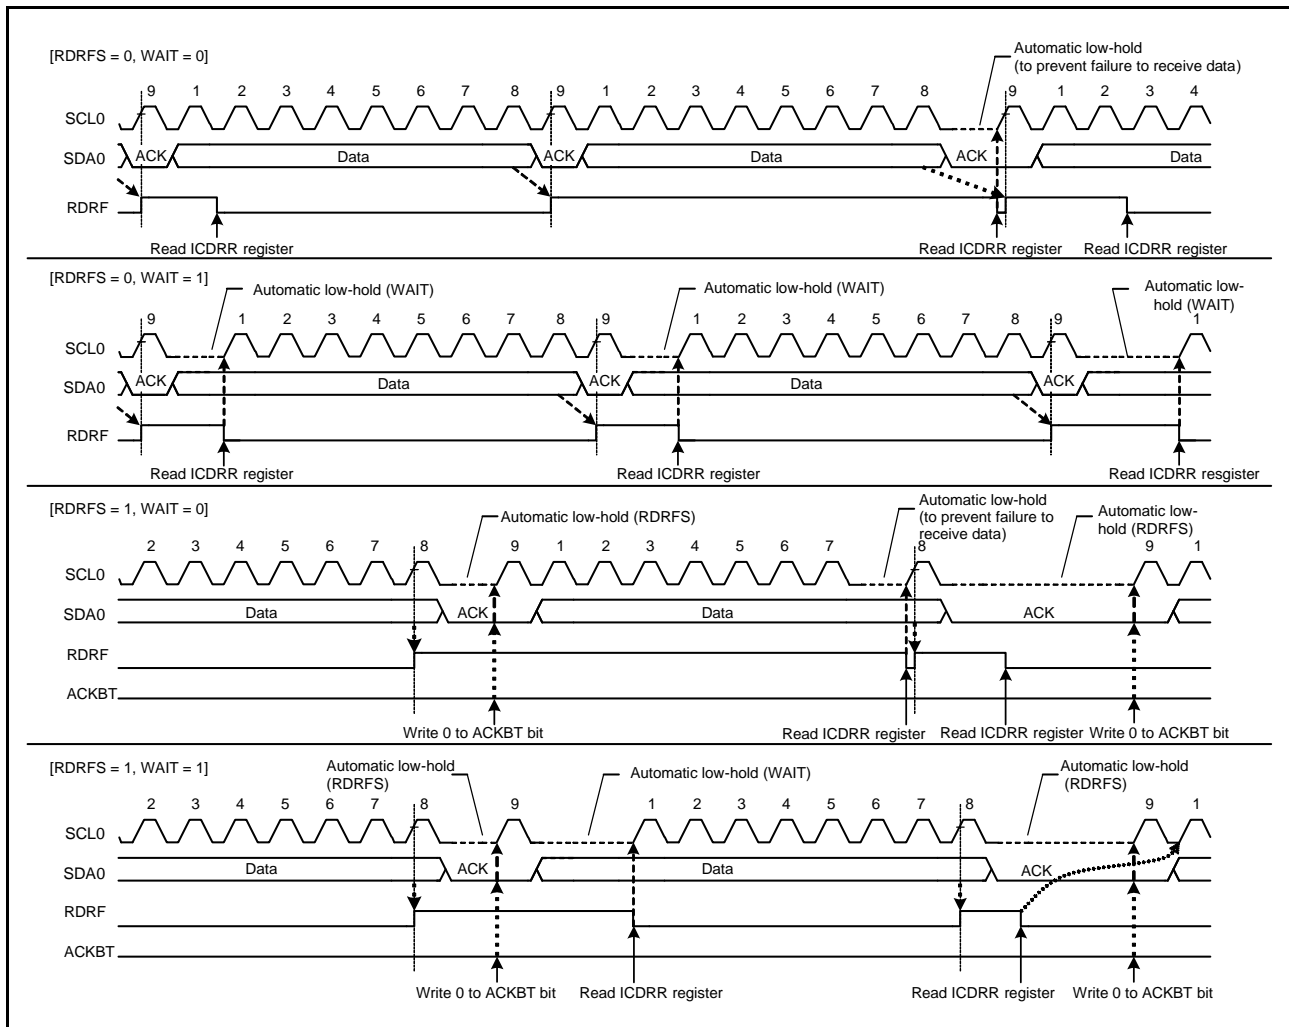 [RDRFS = 0, WAIT = 0]
Automatic low-hold
(to prevent failure to receive data)
9 1 2 3 4 5 6 7 8 9 1 2 3 4 5 6 7 8 9 1 2 3 4
SCL0
SDA0 ACK Data ACK Data ACK Data
RDRF
Read ICDRR register Read ICDRR register Read ICDRR register
[RDRFS = 0, WAIT = 1]
Automatic low-hold (WAIT) Automatic low-hold (WAIT) Automatic low-
hold (WAIT)
9 1 2 3 4 5 6 7 8 9 1 2 3 4 5 6 7 8 9 1
SCL0
SDA0 ACK Data ACK Data ACK
RDRF
Read ICDRR register Read ICDRR register Read ICDRR resgister
[RDRFS = 1, WAIT = 0]
Automatic low-hold (RDRFS)
Automatic low-hold
(to prevent failure to
receive data)
Automatic low-
hold (RDRFS)
2 3 4 5 6 7 8 9 1 2 3 4 5 6 7 8 9 1
SCL0
SDA0 Data ACK Data ACK
RDRF
ACKBT
Write 0 to ACKBT bit Read ICDRR register Read ICDRR register Write 0 to ACKBT bit
[RDRFS = 1, WAIT = 1]
Automatic low-hold
(RDRFS)
Automatic low-hold (WAIT)
Automatic low-hold
(RDRFS)
2 3 4 5 6 7 8 9 1 2 3 4 5 6 7 8 9 1
SCL0
SDA0 Data ACK Data ACK
RDRF
ACKBT
Write 0 to ACKBT bit Read ICDRR register Read ICDRR register Write 0 to ACKBT bit